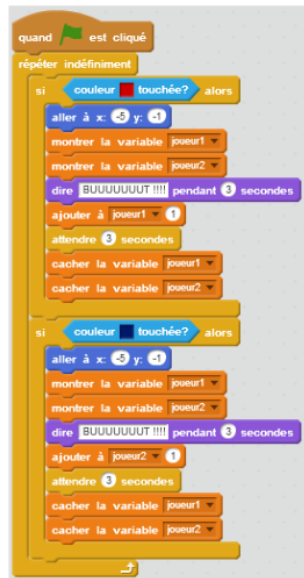 quand est cliqué
répéter indéfiniment
si couleur touchée? alors
aller à x: -5 y: -1
montrer la variable joueur1
montrer la variable joueur2
dire BUUUUUUUT !!!! pendant 3 secondes
ajouter à joueur1 1
attendre 3 secondes
cacher la variable joueur1
cacher la variable joueur2
si couleur touchée? alors
aller à x: -5 y: -1
montrer la variable joueur1
montrer la variable joueur2
dire BUUUUUUUT !!!! pendant 3 secondes
ajouter à joueur2 1
attendre 3 secondes
cacher la variable joueur1
cacher la variable joueur2